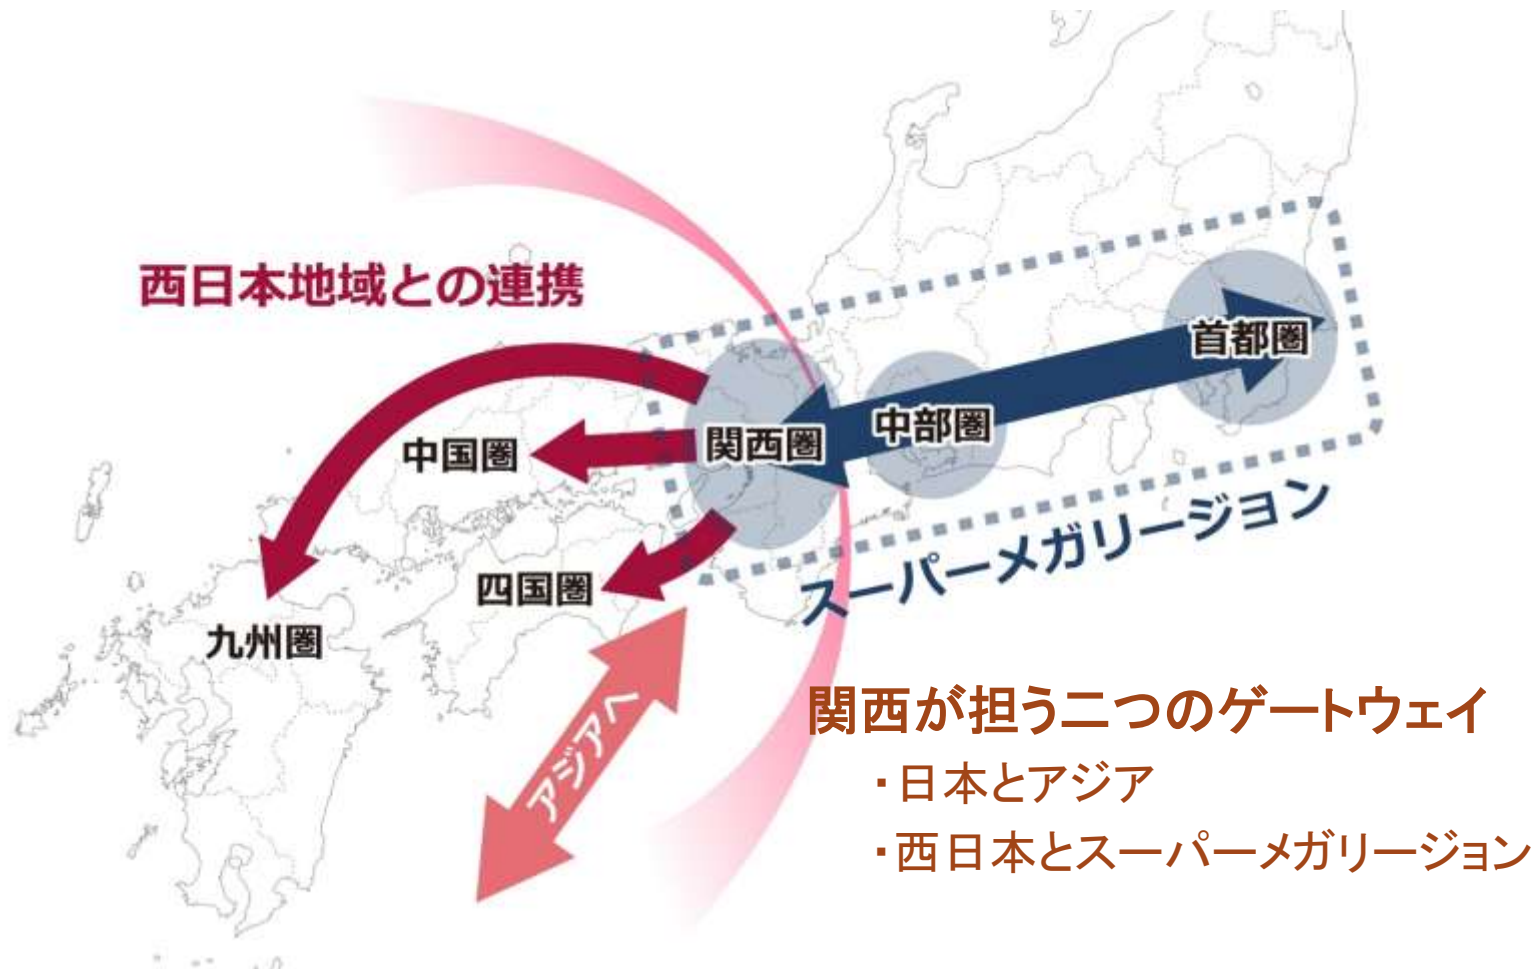 西日本地域との連携
首都圏
中部圏
関西圏
中国圏
スーパーメガリージョン
四国圏
九州圏
アジアへ
関西が担う二つのゲートウェイ
・日本とアジア
・西日本とスーパーメガリージョン